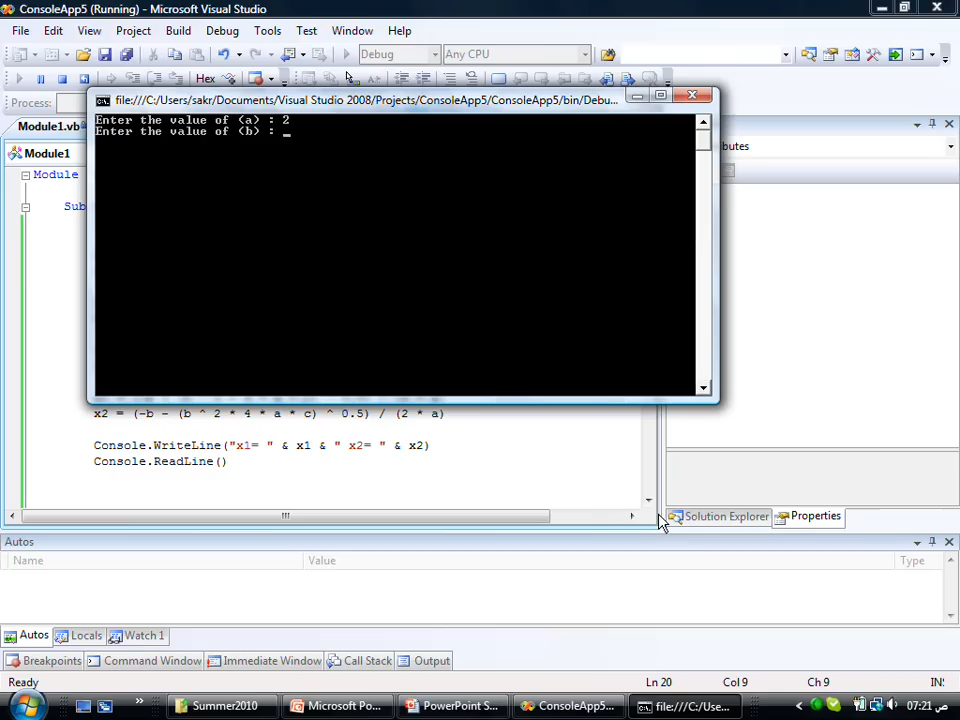 ConsoleApp5 (Running) - Microsoft Visual Studio
File Edit View Project Build Debug Tools Test Window Help
Debug Any CPU
Hex
Process:
file:///C:/Users/sakr/Documents/Visual Studio 2008/Projects/ConsoleApp5/ConsoleApp5/bin/Debu...
Enter the value of (a) : 2
Enter the value of (b) : _
Module1.vb
butes
Module1
Module
Sub
x2 = (-b - (b ^ 2 * 4 * a * c) ^ 0.5) / (2 * a)
Console.WriteLine("x1= " & x1 & " x2= " & x2)
Console.ReadLine()
Solution Explorer Properties
Autos
Name Value Type
Autos Locals Watch 1
Breakpoints Command Window Immediate Window Call Stack Output
Ready Ln 20 Col 9 Ch 9 INS
Summer2010 Microsoft Po... PowerPoint S... ConsoleApp5... file:///C:/Use... 07:21 ص